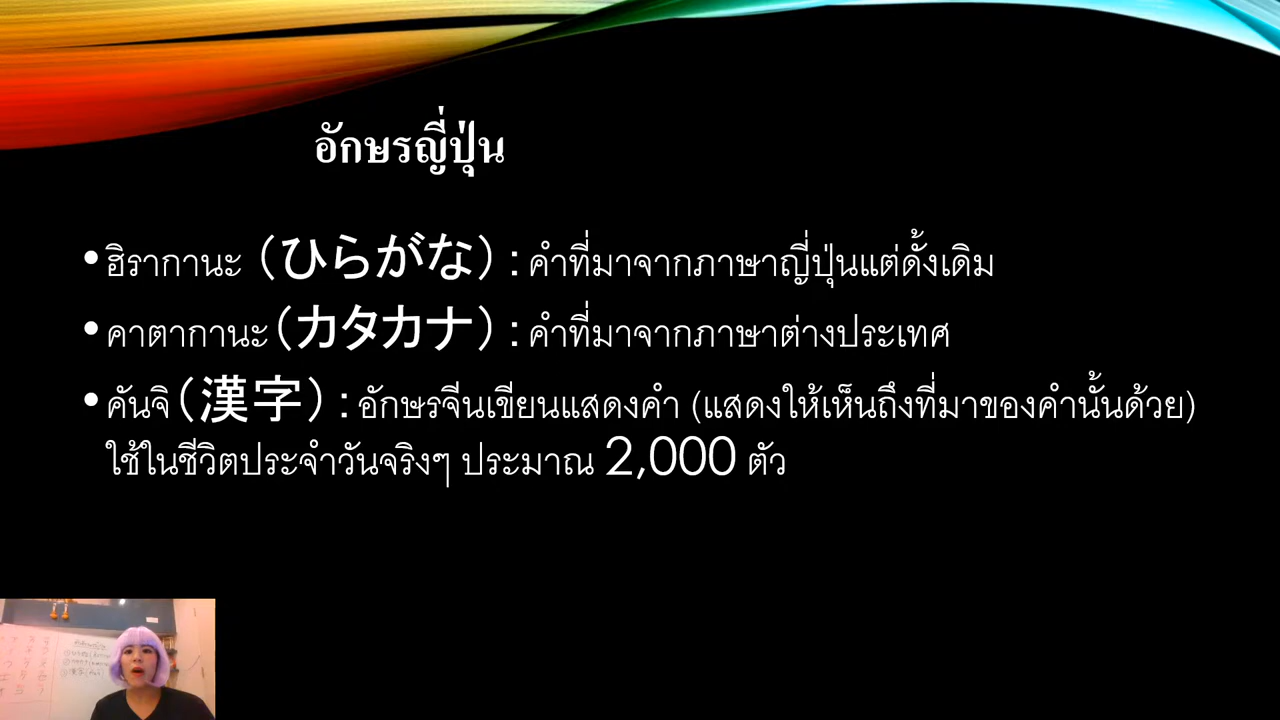 อักษรญี่ปุ่น
•ฮิรากานะ (ひらがな) : คำที่มาจากภาษาญี่ปุ่นแต่ดั้งเดิม
•คาตากานะ(カタカナ) : คำที่มาจากภาษาต่างประเทศ
•คันจิ(漢字) : อักษรจีนเขียนแสดงคำ (แสดงให้เห็นถึงที่มาของคำนั้นด้วย)
ใช้ในชีวิตประจำวันจริงๆ ประมาณ 2,000 ตัว